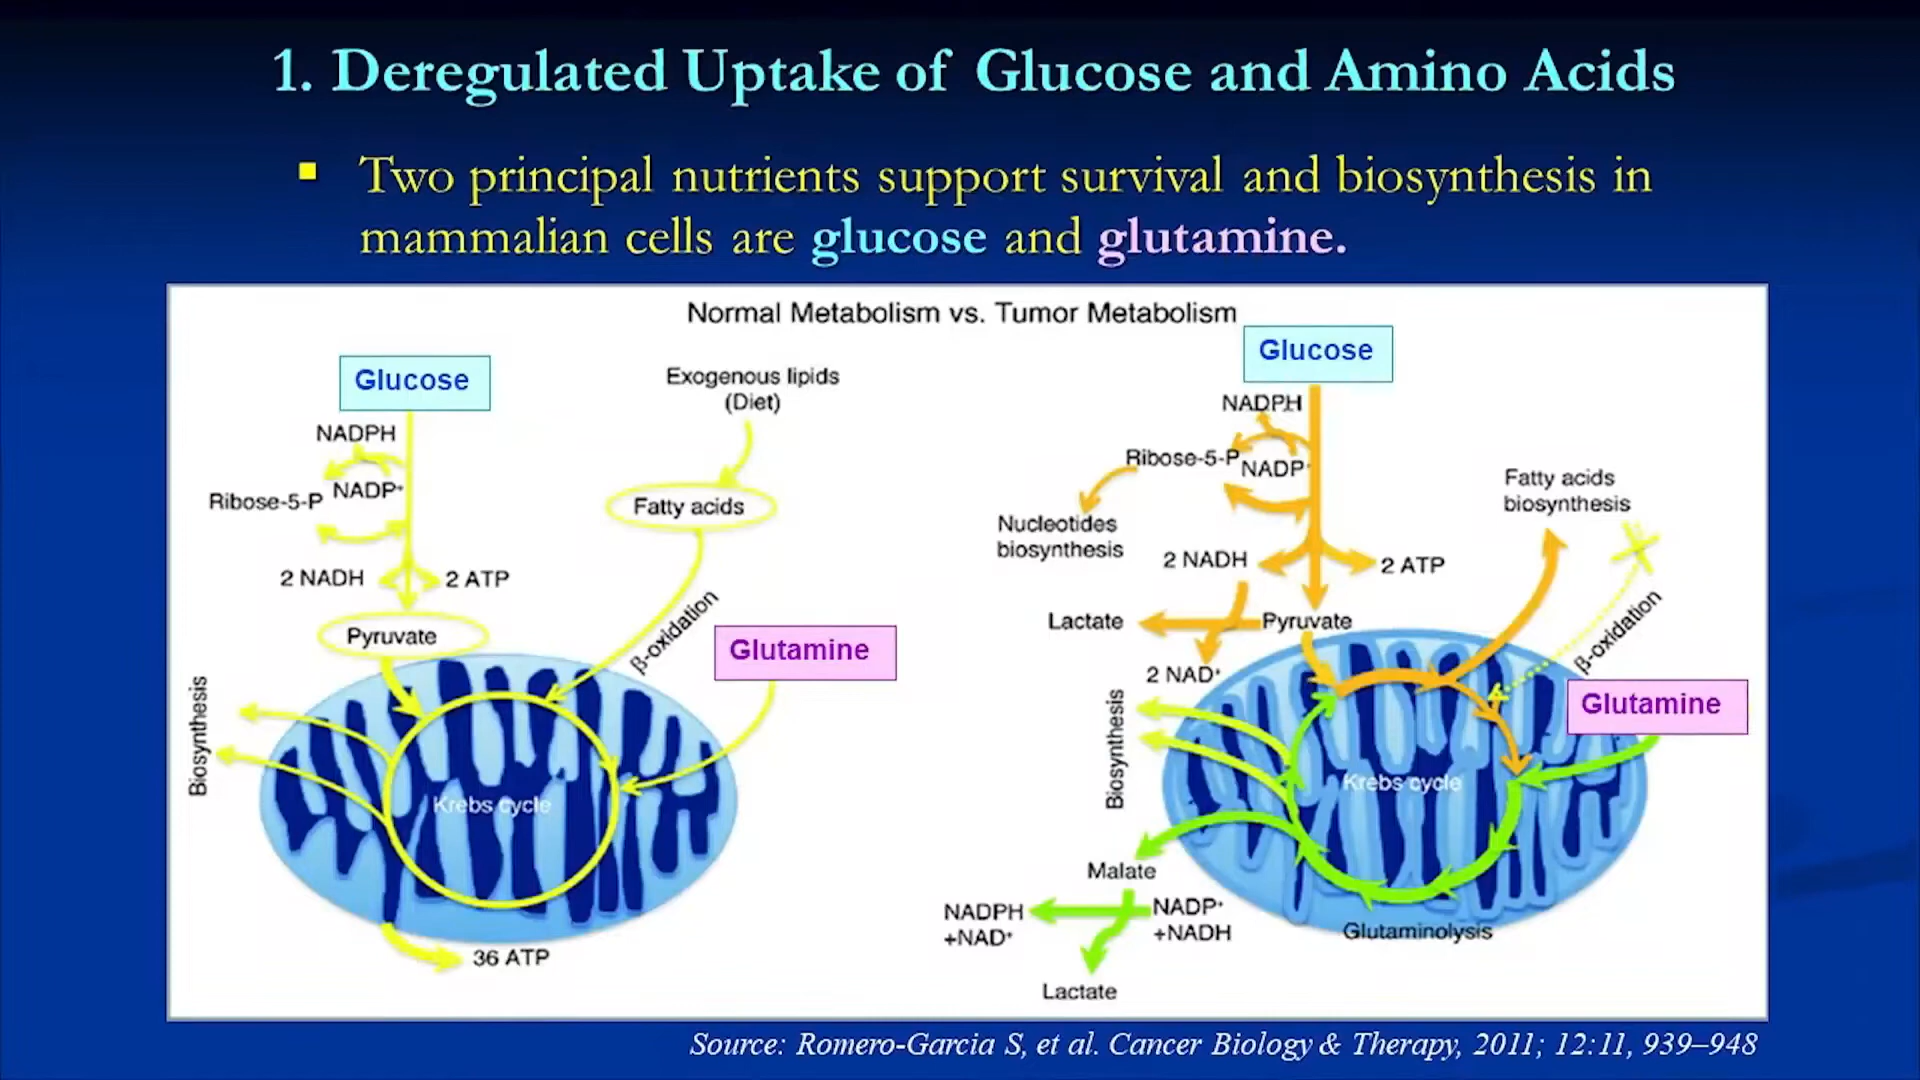 1. Deregulated Uptake of Glucose and Amino Acids
▪ Two principal nutrients support survival and biosynthesis in
mammalian cells are glucose and glutamine.
Normal Metabolism vs. Tumor Metabolism
Glucose
Exogenous lipids
(Diet)
NADPH
Ribose-5-P
NADP⁺
Fatty acids
2 NADH
2 ATP
Pyruvate
β-oxidation
Glutamine
Biosynthesis
Krebs cycle
36 ATP
Glucose
NADPH
Ribose-5-P
NADP⁺
Nucleotides
biosynthesis
Fatty acids
biosynthesis
2 NADH
2 ATP
Lactate
Pyruvate
2 NAD⁺
β-oxidation
Glutamine
Biosynthesis
Krebs cycle
Malate
NADPH
+NAD⁺
NADP⁺
+NADH
Glutaminolysis
Lactate
Source: Romero-Garcia S, et al. Cancer Biology & Therapy, 2011; 12:11, 939–948